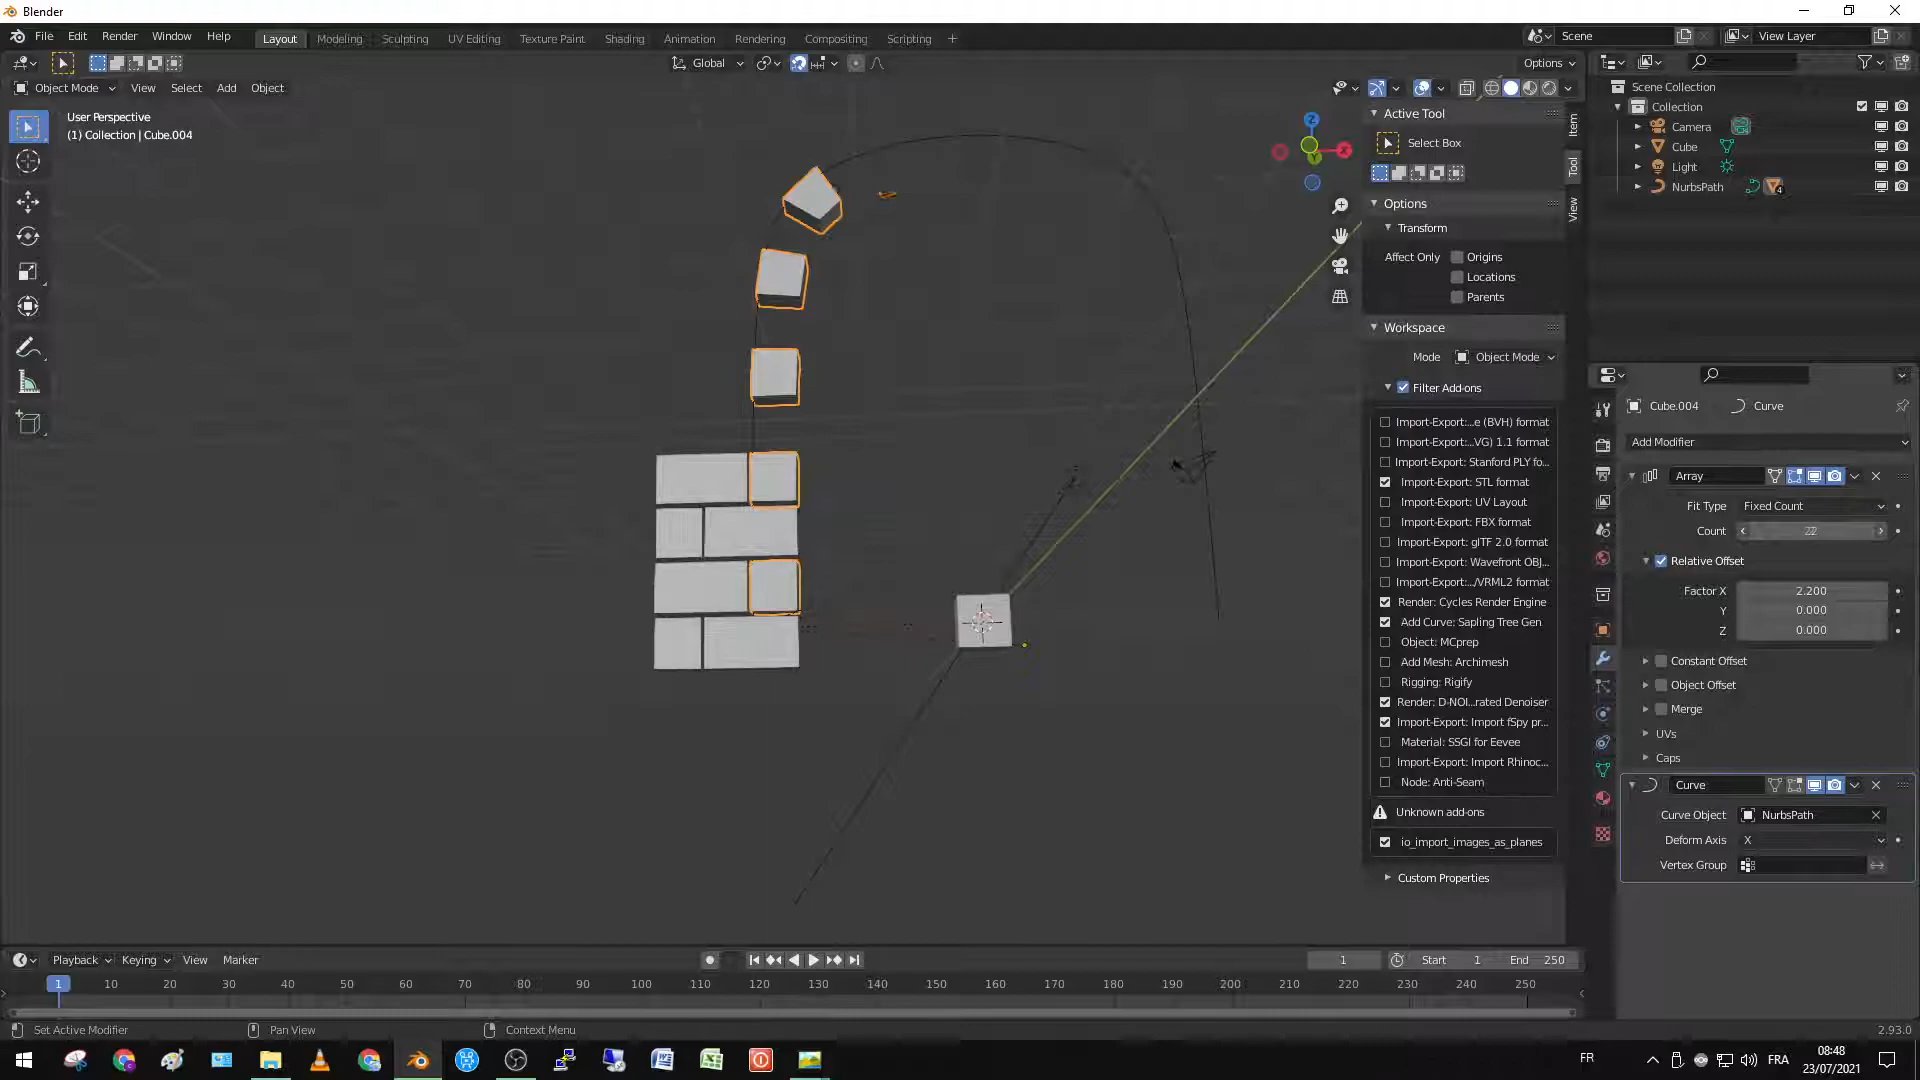 Blender
File Edit Render Window Help
Layout Modeling Sculpting UV Editing Texture Paint Shading Animation Rendering Compositing Scripting
Scene
View Layer
Global
Options
Object Mode View Select Add Object
User Perspective
(1) Collection | Cube.004
Z
X
Y
Active Tool
Select Box
Options
Transform
Affect Only Origins
Locations
Parents
Workspace
Mode Object Mode
Filter Add-ons
Import-Export:...e (BVH) format
Import-Export:...VG) 1.1 format
Import-Export: Stanford PLY fo...
Import-Export: STL format
Import-Export: UV Layout
Import-Export: FBX format
Import-Export: glTF 2.0 format
Import-Export: Wavefront OBJ...
Import-Export:.../VRML2 format
Render: Cycles Render Engine
Add Curve: Sapling Tree Gen
Object: MCprep
Add Mesh: Archimesh
Rigging: Rigify
Render: D-NOI...rated Denoiser
Import-Export: Import fSpy pr...
Material: SSGI for Eevee
Import-Export: Import Rhinoc...
Node: Anti-Seam
Unknown add-ons
io_import_images_as_planes
Custom Properties
Item
Tool
View
Scene Collection
Collection
Camera
Cube
Light
NurbsPath 4
Cube.004 Curve
Add Modifier
Array
Fit Type Fixed Count
Count
Relative Offset
Factor X 2.200
Y 0.000
Z 0.000
Constant Offset
Object Offset
Merge
UVs
Caps
Curve
Curve Object NurbsPath
Deform Axis X
Vertex Group
Playback Keying View Marker
1 Start 1 End 250
1 10 20 30 40 50 60 70 80 90 100 110 120 130 140 150 160 170 180 190 200 210 220 230 240 250
Set Active Modifier Pan View Context Menu
2.93.0
FR
FRA
08:48
23/07/2021